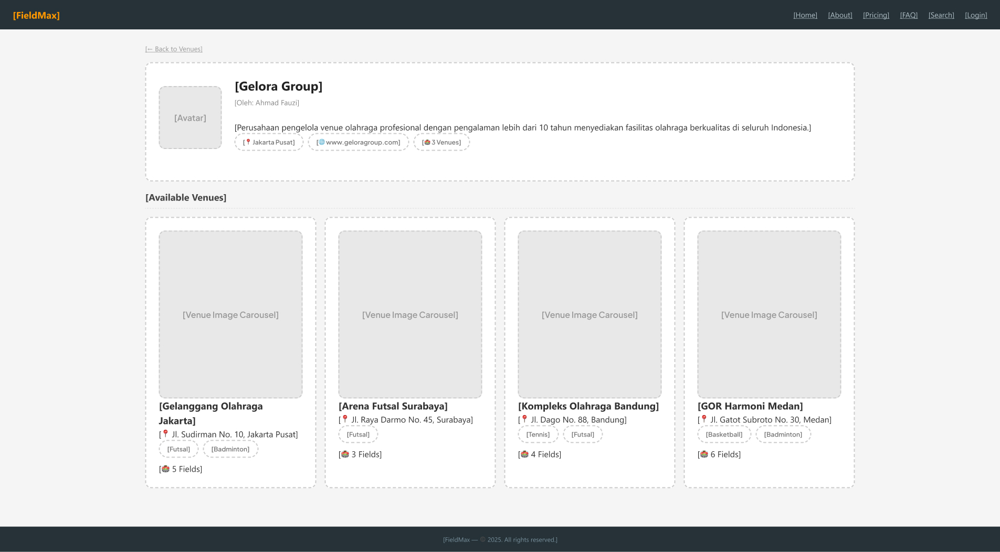 [FieldMax]
[Home] [About] [Pricing] [FAQ] [Search] [Login]
[← Back to Venues]
[Avatar]
[Gelora Group]
[Oleh: Ahmad Fauzi]
[Perusahaan pengelola venue olahraga profesional dengan pengalaman lebih dari 10 tahun menyediakan fasilitas olahraga berkualitas di seluruh Indonesia.]
[📍 Jakarta Pusat] [🌐 www.geloragroup.com] [🏟️ 3 Venues]
[Available Venues]
[Venue Image Carousel]
[Gelanggang Olahraga
Jakarta]
[📍 Jl. Sudirman No. 10, Jakarta Pusat]
[Futsal] [Badminton]
[🏟️ 5 Fields]
[Venue Image Carousel]
[Arena Futsal Surabaya]
[📍 Jl. Raya Darmo No. 45, Surabaya]
[Futsal]
[🏟️ 3 Fields]
[Venue Image Carousel]
[Kompleks Olahraga Bandung]
[📍 Jl. Dago No. 88, Bandung]
[Tennis] [Futsal]
[🏟️ 4 Fields]
[Venue Image Carousel]
[GOR Harmoni Medan]
[📍 Jl. Gatot Subroto No. 30, Medan]
[Basketball] [Badminton]
[🏟️ 6 Fields]
[FieldMax — © 2025. All rights reserved.]